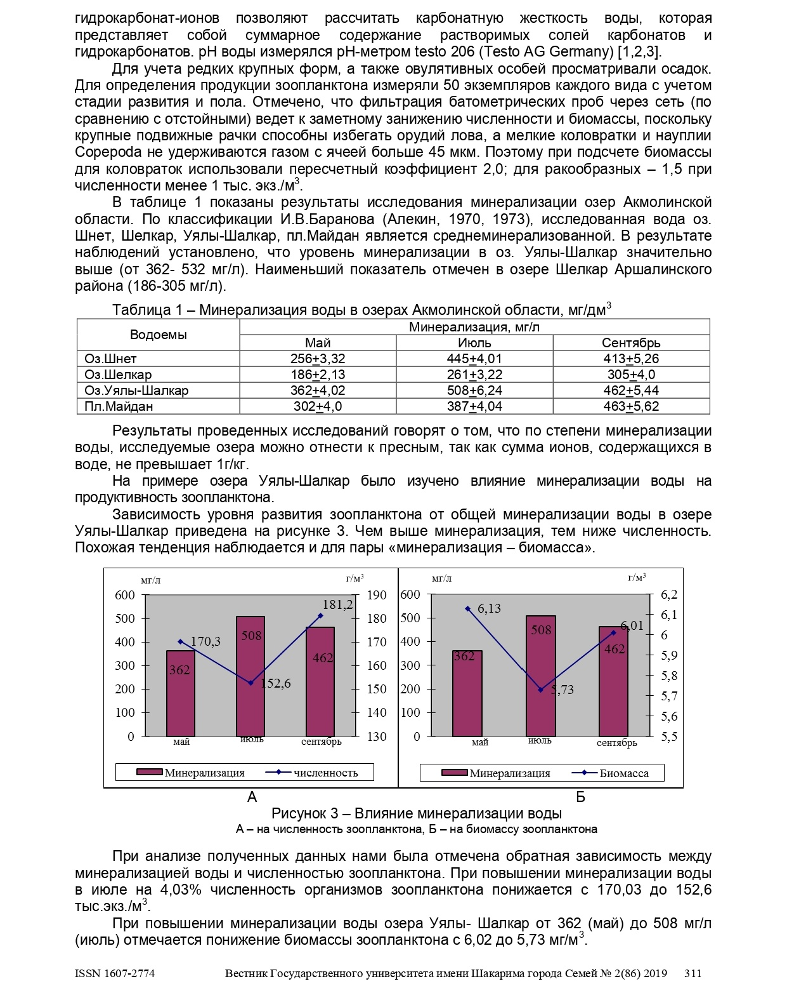 гидрокарбонат-ионов позволяют рассчитать карбонатную жесткость воды, которая
представляет собой суммарное содержание растворимых солей карбонатов и
гидрокарбонатов. pH воды измерялся pH-метром testo 206 (Testo AG Germany) [1,2,3].
Для учета редких крупных форм, а также овулятивных особей просматривали осадок.
Для определения продукции зоопланктона измеряли 50 экземпляров каждого вида с учетом
стадии развития и пола. Отмечено, что фильтрация батометрических проб через сеть (по
сравнению с отстойными) ведет к заметному занижению численности и биомассы, поскольку
крупные подвижные рачки способны избегать орудий лова, а мелкие коловратки и науплии
Copepoda не удерживаются газом с ячеей больше 45 мкм. Поэтому при подсчете биомассы
для коловраток использовали пересчетный коэффициент 2,0; для ракообразных – 1,5 при
численности менее 1 тыс. экз./м³.
В таблице 1 показаны результаты исследования минерализации озер Акмолинской
области. По классификации И.В.Баранова (Алекин, 1970, 1973), исследованная вода оз.
Шнет, Шелкар, Уялы-Шалкар, пл.Майдан является среднеминерализованной. В результате
наблюдений установлено, что уровень минерализации в оз. Уялы-Шалкар значительно
выше (от 362- 532 мг/л). Наименьший показатель отмечен в озере Шелкар Аршалинского
района (186-305 мг/л).
Таблица 1 – Минерализация воды в озерах Акмолинской области, мг/дм³
Водоемы Минерализация, мг/л
Май Июль Сентябрь
Оз.Шнет 256±3,32 445±4,01 413±5,26
Оз.Шелкар 186±2,13 261±3,22 305±4,0
Оз.Уялы-Шалкар 362±4,02 508±6,24 462±5,44
Пл.Майдан 302±4,0 387±4,04 463±5,62
Результаты проведенных исследований говорят о том, что по степени минерализации
воды, исследуемые озера можно отнести к пресным, так как сумма ионов, содержащихся в
воде, не превышает 1г/кг.
На примере озера Уялы-Шалкар было изучено влияние минерализации воды на
продуктивность зоопланктона.
Зависимость уровня развития зоопланктона от общей минерализации воды в озере
Уялы-Шалкар приведена на рисунке 3. Чем выше минерализация, тем ниже численность.
Похожая тенденция наблюдается и для пары «минерализация – биомасса».
мг/л г/м³
600 190
181,2
500 180
508
400 170,3 170
462
300 362 160
152,6
200 150
100 140
0 130
май июль сентябрь
Минерализация численность
мг/л г/м³
600 6,2
6,13
500 6,1
508 6,01
400 6
462
362 5,9
300 5,8
200 5,73 5,7
100 5,6
0 5,5
май июль сентябрь
Минерализация Биомасса
А Б
Рисунок 3 – Влияние минерализации воды
А – на численность зоопланктона, Б – на биомассу зоопланктона
При анализе полученных данных нами была отмечена обратная зависимость между
минерализацией воды и численностью зоопланктона. При повышении минерализации воды
в июле на 4,03% численность организмов зоопланктона понижается с 170,03 до 152,6
тыс.экз./м³.
При повышении минерализации воды озера Уялы- Шалкар от 362 (май) до 508 мг/л
(июль) отмечается понижение биомассы зоопланктона с 6,02 до 5,73 мг/м³.
ISSN 1607-2774 Вестник Государственного университета имени Шакарима города Семей № 2(86) 2019 311